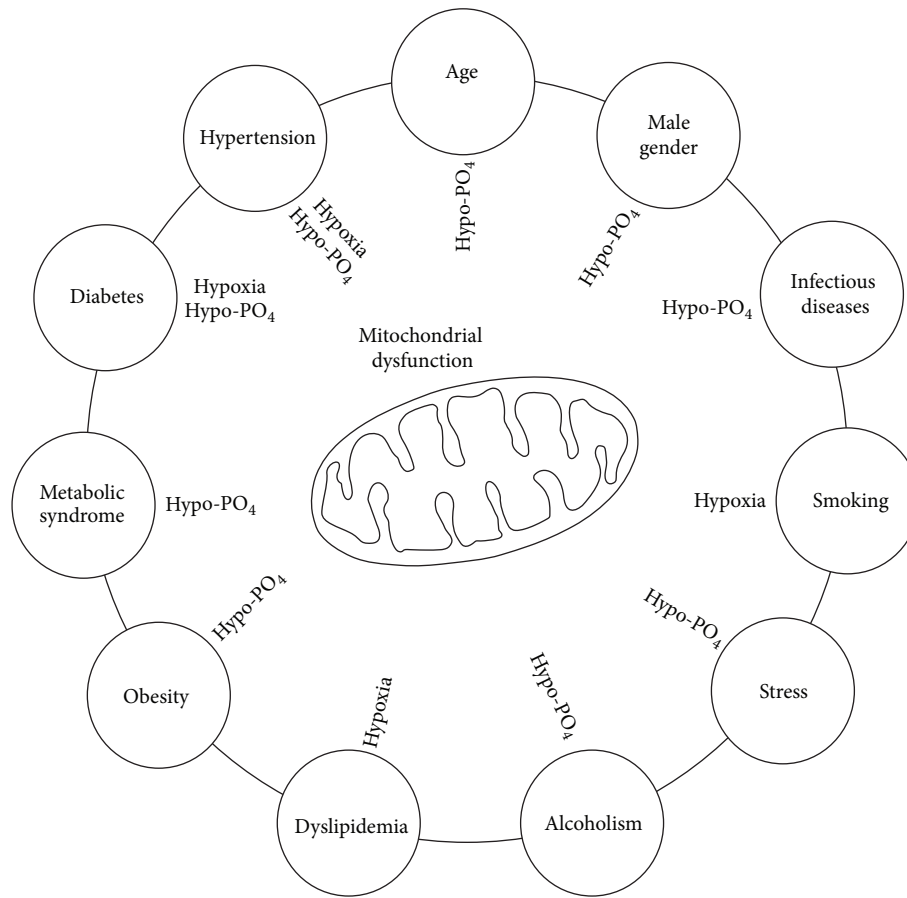 Age
Hypo-PO₄
Male
gender
Hypo-PO₄
Infectious
diseases
Hypo-PO₄
Smoking
Hypoxia
Stress
Hypo-PO₄
Alcoholism
Hypo-PO₄
Dyslipidemia
Hypoxia
Obesity
Hypo-PO₄
Metabolic
syndrome
Hypo-PO₄
Diabetes
Hypoxia
Hypo-PO₄
Hypertension
Hypoxia
Hypo-PO₄
Mitochondrial
dysfunction